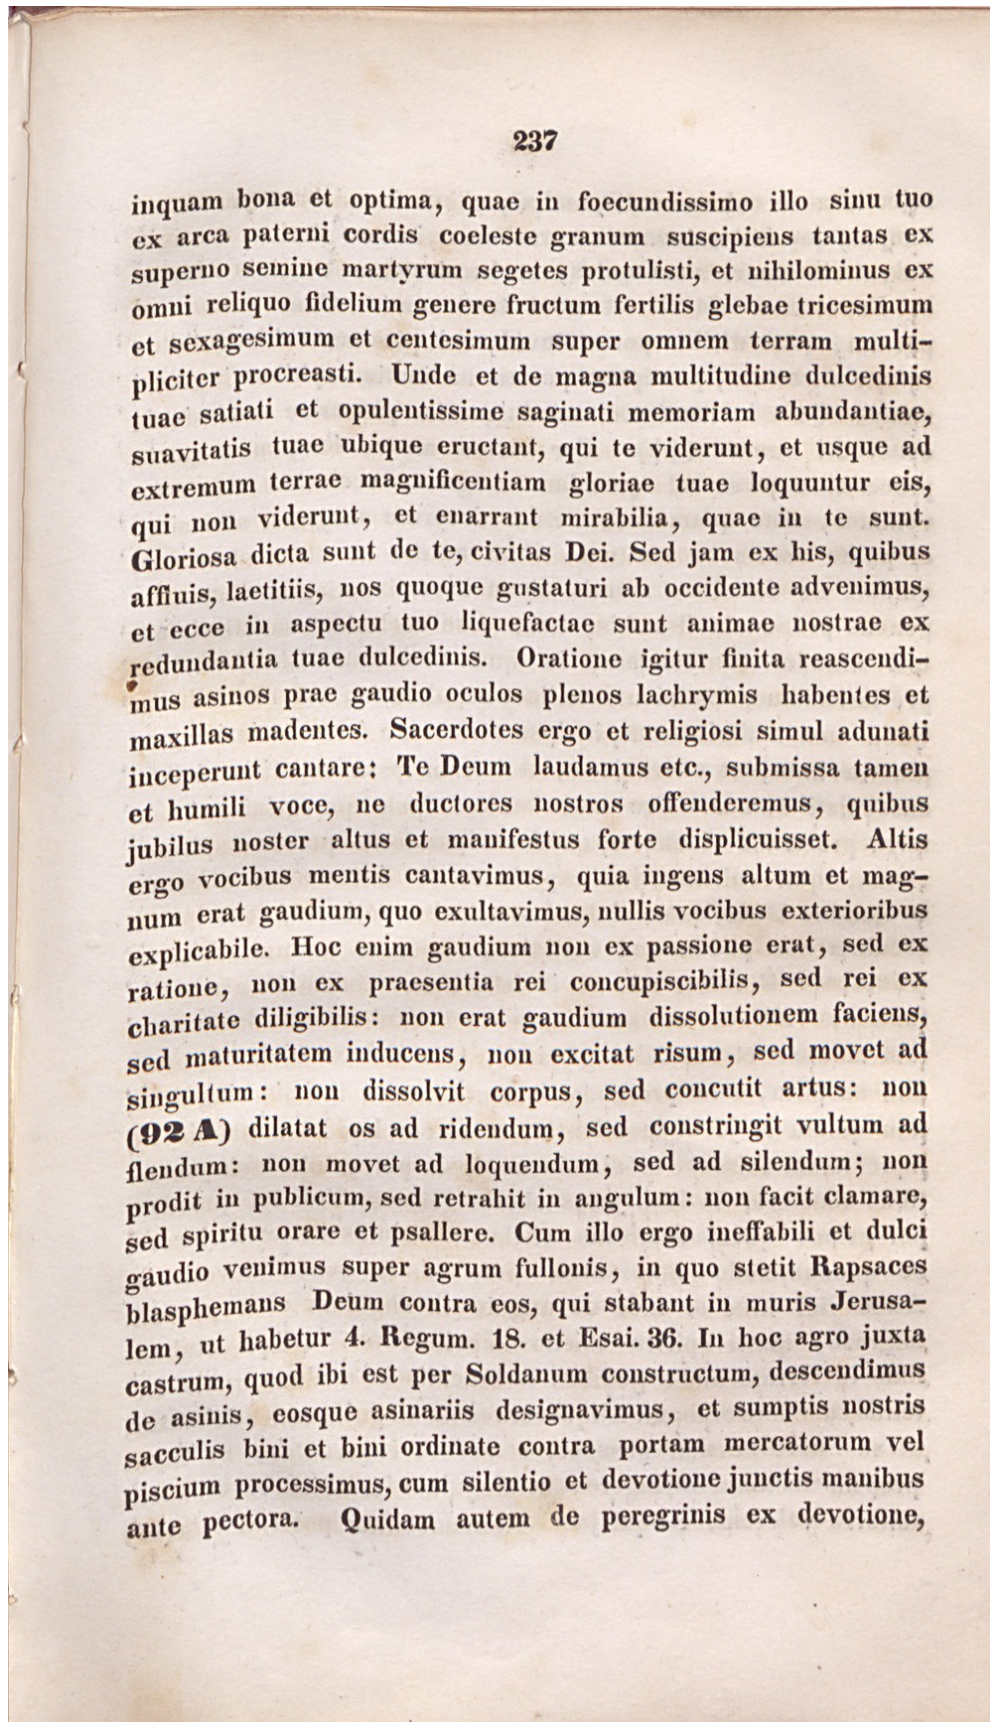 237
inquam bona et optima, quae in foecundissimo illo sinu tuo
ex arca paterni cordis coeleste granum suscipiens tantas ex
superno semine martyrum segetes protulisti, et nihilominus ex
omni reliquo fidelium genere fructum fertilis glebae tricesimum
et sexagesimum et centesimum super omnem terram multi-
pliciter procreasti. Unde et de magna multitudine dulcedinis
tuae satiati et opulentissime saginati memoriam abundantiae,
suavitatis tuae ubique eructant, qui te viderunt, et usque ad
extremum terrae magnificentiam gloriae tuae loquuntur eis,
qui non viderunt, et enarrant mirabilia, quae in te sunt.
Gloriosa dicta sunt de te, civitas Dei. Sed jam ex his, quibus
affluis, laetitiis, nos quoque gustaturi ab occidente advenimus,
et ecce in aspectu tuo liquefactae sunt animae nostrae ex
redundantia tuae dulcedinis. Oratione igitur finita reascendi-
mus asinos prae gaudio oculos plenos lachrymis habentes et
maxillas madentes. Sacerdotes ergo et religiosi simul adunati
inceperunt cantare: Te Deum laudamus etc., submissa tamen
et humili voce, ne ductores nostros offenderemus, quibus
jubilus noster altus et manifestus forte displicuisset. Altis
ergo vocibus mentis cantavimus, quia ingens altum et mag-
num erat gaudium, quo exultavimus, nullis vocibus exterioribus
explicabile. Hoc enim gaudium non ex passione erat, sed ex
ratione, non ex praesentia rei concupiscibilis, sed rei ex
charitate diligibilis: non erat gaudium dissolutionem faciens,
sed maturitatem inducens, non excitat risum, sed movet ad
singultum: non dissolvit corpus, sed concutit artus: non
(92 A) dilatat os ad ridendum, sed constringit vultum ad
flendum: non movet ad loquendum, sed ad silendum; non
prodit in publicum, sed retrahit in angulum: non facit clamare,
sed spiritu orare et psallere. Cum illo ergo ineffabili et dulci
gaudio venimus super agrum fullonis, in quo stetit Rapsaces
blasphemans Deum contra eos, qui stabant in muris Jerusa-
lem, ut habetur 4. Regum. 18. et Esai. 36. In hoc agro juxta
castrum, quod ibi est per Soldanum constructum, descendimus
de asinis, eosque asinariis designavimus, et sumptis nostris
sacculis bini et bini ordinate contra portam mercatorum vel
piscium processimus, cum silentio et devotione junctis manibus
ante pectora. Quidam autem de peregrinis ex devotione,